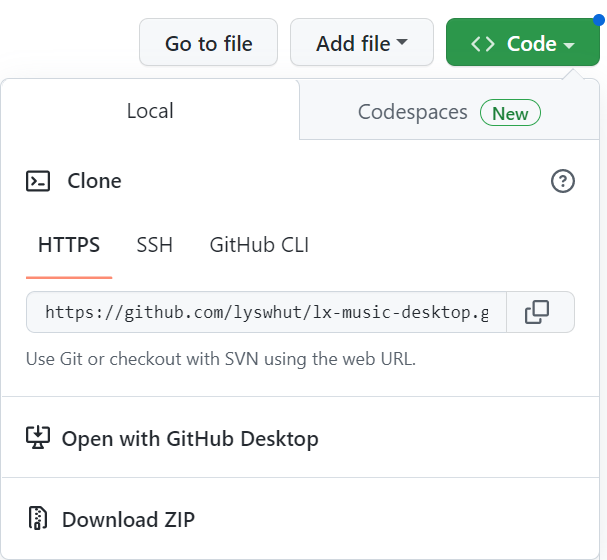 Go to file Add file <> Code
Local Codespaces New
Clone
HTTPS SSH GitHub CLI
https://github.com/lyswhut/lx-music-desktop.g
Use Git or checkout with SVN using the web URL.
Open with GitHub Desktop
Download ZIP